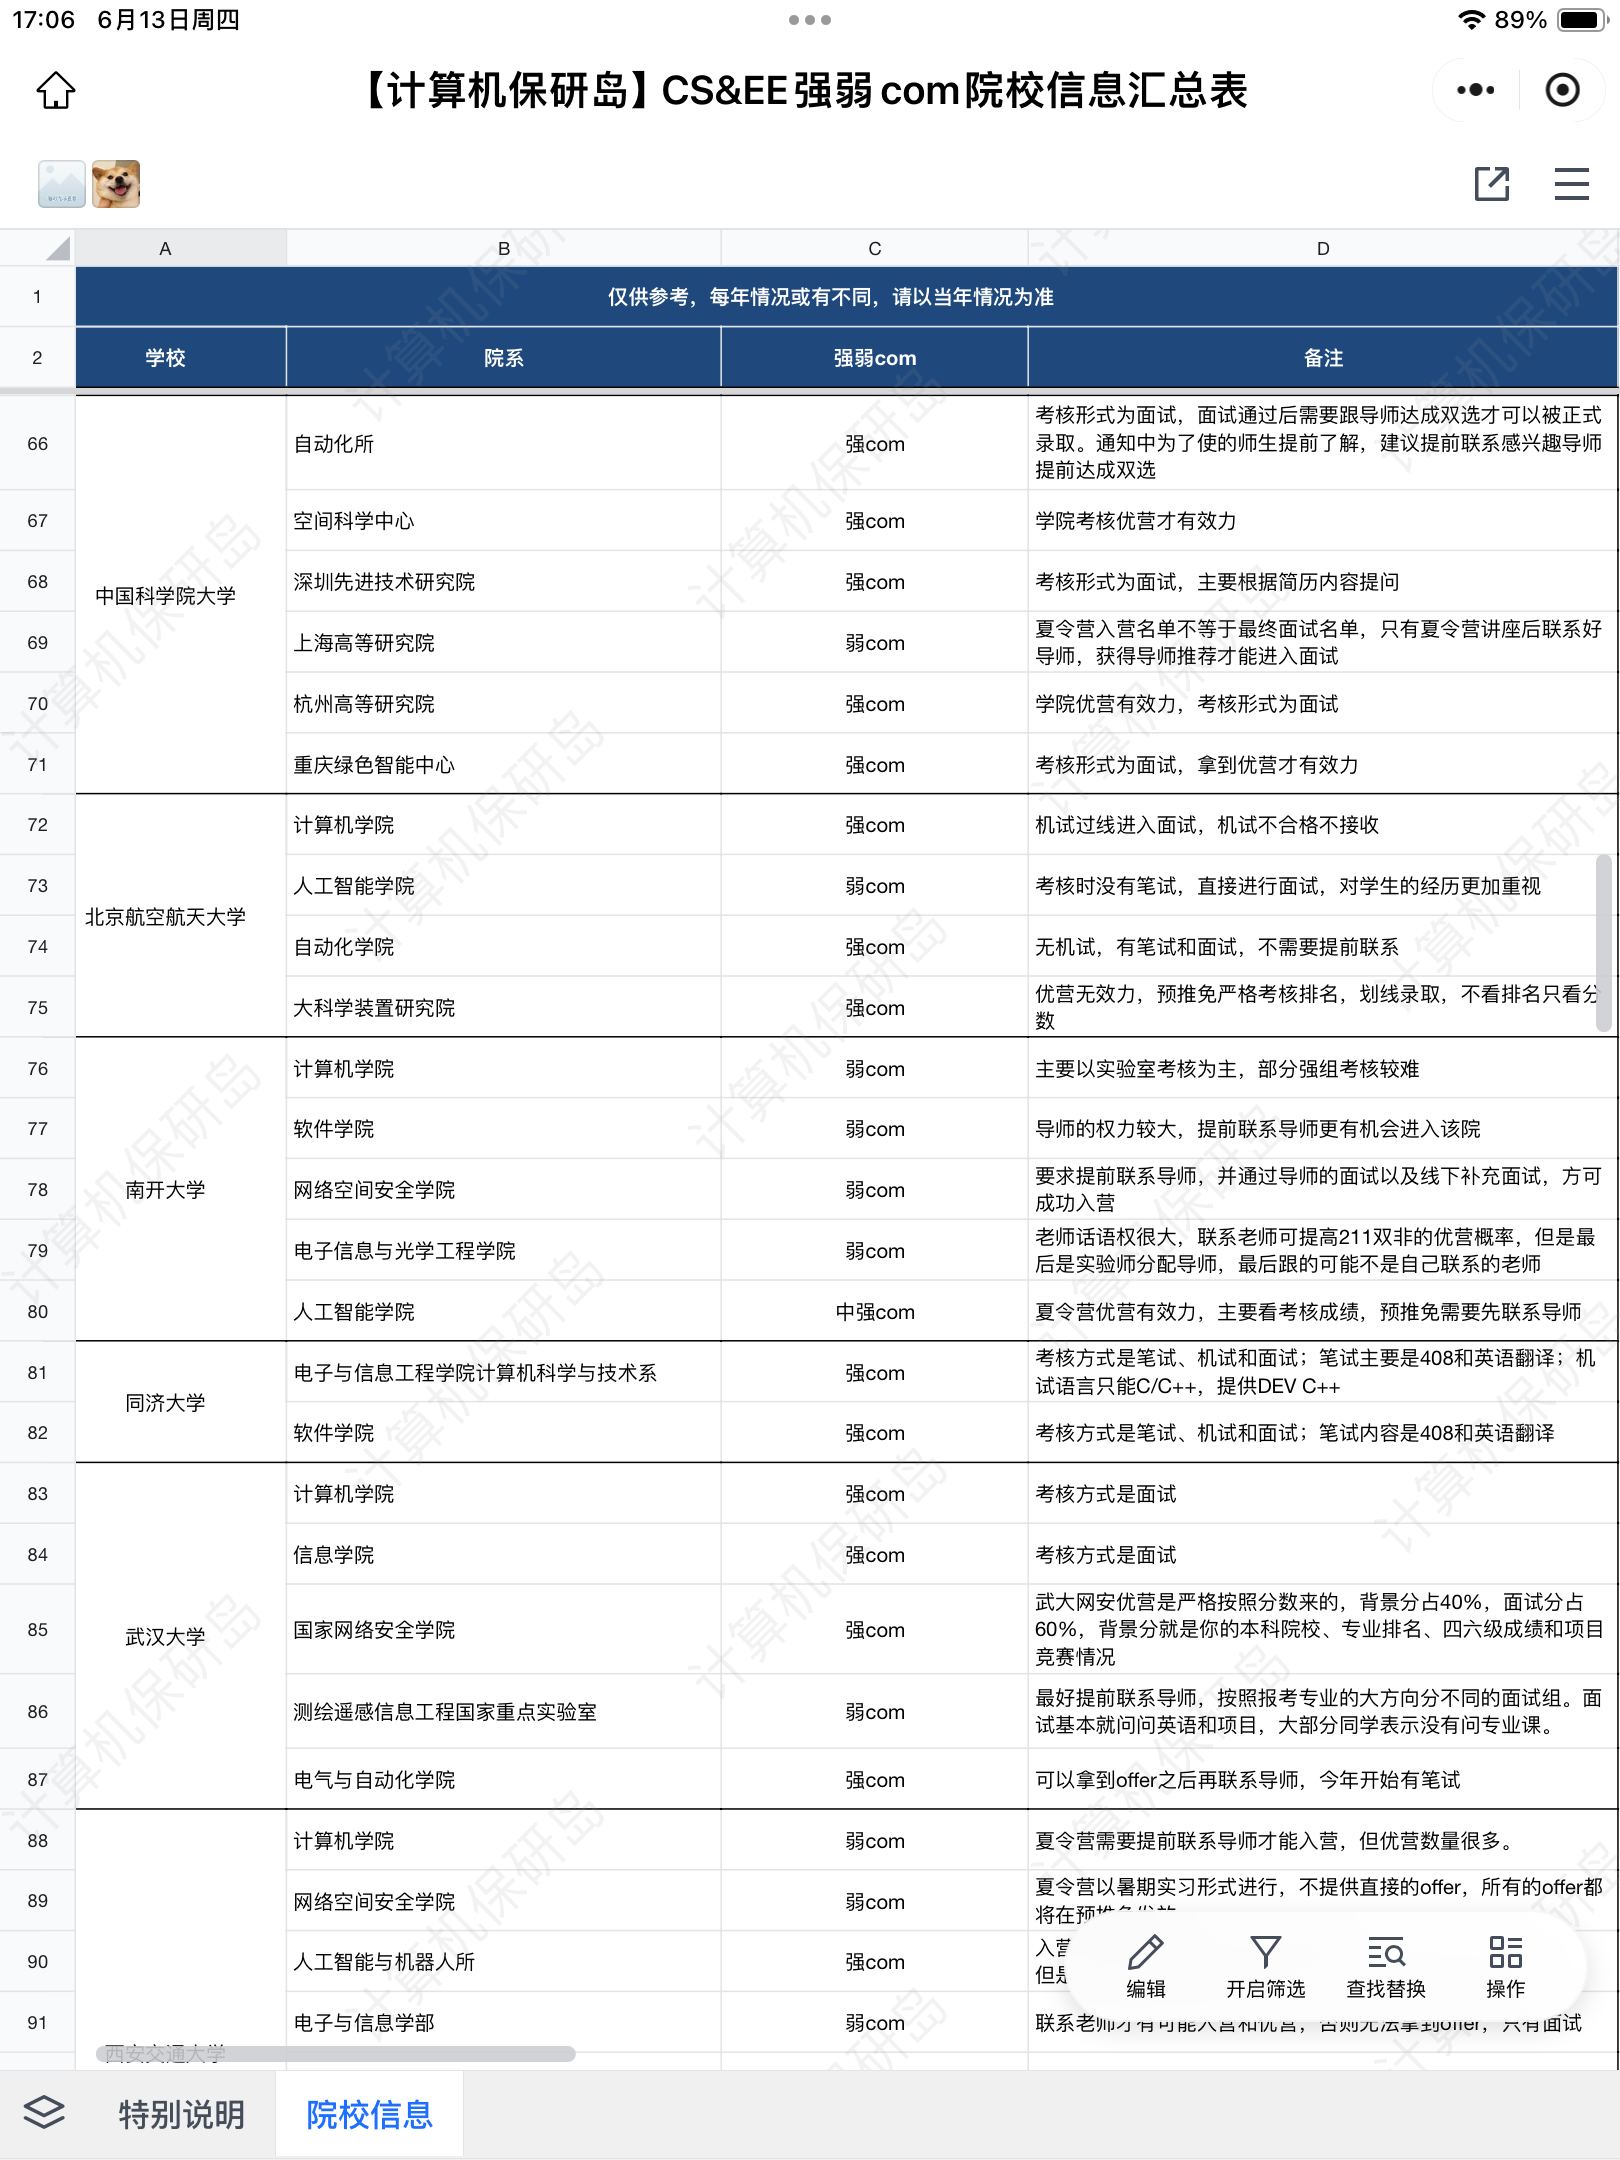 17:06 6月13日周四
89%
【计算机保研岛】CS&EE强弱com院校信息汇总表
A B C D
1 仅供参考，每年情况或有不同，请以当年情况为准
2 学校 院系 强弱com 备注
中国科学院大学
66 自动化所 强com 考核形式为面试，面试通过后需要跟导师达成双选才可以被正式
录取。通知中为了使的师生提前了解，建议提前联系感兴趣导师
提前达成双选
67 空间科学中心 强com 学院考核优营才有效力
68 深圳先进技术研究院 强com 考核形式为面试，主要根据简历内容提问
69 上海高等研究院 弱com 夏令营入营名单不等于最终面试名单，只有夏令营讲座后联系好
导师，获得导师推荐才能进入面试
70 杭州高等研究院 强com 学院优营有效力，考核形式为面试
71 重庆绿色智能中心 强com 考核形式为面试，拿到优营才有效力
北京航空航天大学
72 计算机学院 强com 机试过线进入面试，机试不合格不接收
73 人工智能学院 弱com 考核时没有笔试，直接进行面试，对学生的经历更加重视
74 自动化学院 强com 无机试，有笔试和面试，不需要提前联系
75 大科学装置研究院 强com 优营无效力，预推免严格考核排名，划线录取，不看排名只看分
数
南开大学
76 计算机学院 弱com 主要以实验室考核为主，部分强组考核较难
77 软件学院 弱com 导师的权力较大，提前联系导师更有机会进入该院
78 网络空间安全学院 弱com 要求提前联系导师，并通过导师的面试以及线下补充面试，方可
成功入营
79 电子信息与光学工程学院 弱com 老师话语权很大，联系老师可提高211双非的优营概率，但是最
后是实验师分配导师，最后跟的可能不是自己联系的老师
80 人工智能学院 中强com 夏令营优营有效力，主要看考核成绩，预推免需要先联系导师
同济大学
81 电子与信息工程学院计算机科学与技术系 强com 考核方式是笔试、机试和面试；笔试主要是408和英语翻译；机
试语言只能C/C++，提供DEV C++
82 软件学院 强com 考核方式是笔试、机试和面试；笔试内容是408和英语翻译
武汉大学
83 计算机学院 强com 考核方式是面试
84 信息学院 强com 考核方式是面试
85 国家网络安全学院 强com 武大网安优营是严格按照分数来的，背景分占40%，面试分占
60%，背景分就是你的本科院校、专业排名、四六级成绩和项目
竞赛情况
86 测绘遥感信息工程国家重点实验室 弱com 最好提前联系导师，按照报考专业的大方向分不同的面试组。面
试基本就问问英语和项目，大部分同学表示没有问专业课。
87 电气与自动化学院 强com 可以拿到offer之后再联系导师，今年开始有笔试
88 计算机学院 弱com 夏令营需要提前联系导师才能入营，但优营数量很多。
89 网络空间安全学院 弱com 夏令营以暑期实习形式进行，不提供直接的offer，所有的offer都
将在预推免
90 人工智能与机器人所 强com 入营
但是
91 电子与信息学部 弱com 联系老师才有可能入营和优营，否则无法拿到offer，只有面试
西安交通大学
编辑 开启筛选 查找替换 操作
特别说明 院校信息
计算机保研岛